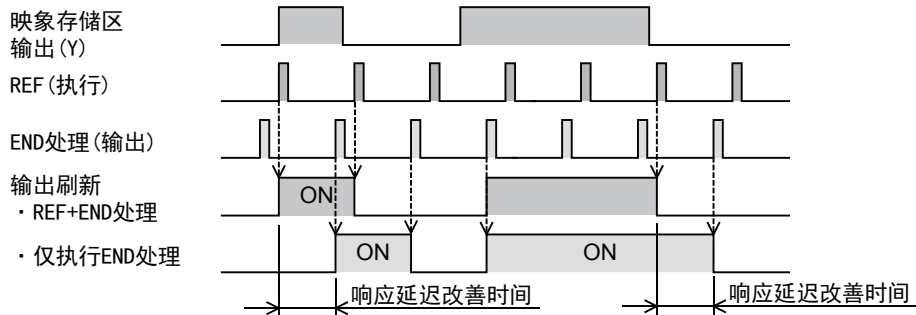 映象存储区
输出(Y)
REF(执行)
END处理(输出)
输出刷新
・REF+END处理
ON
・仅执行END处理
ON
ON
响应延迟改善时间
响应延迟改善时间